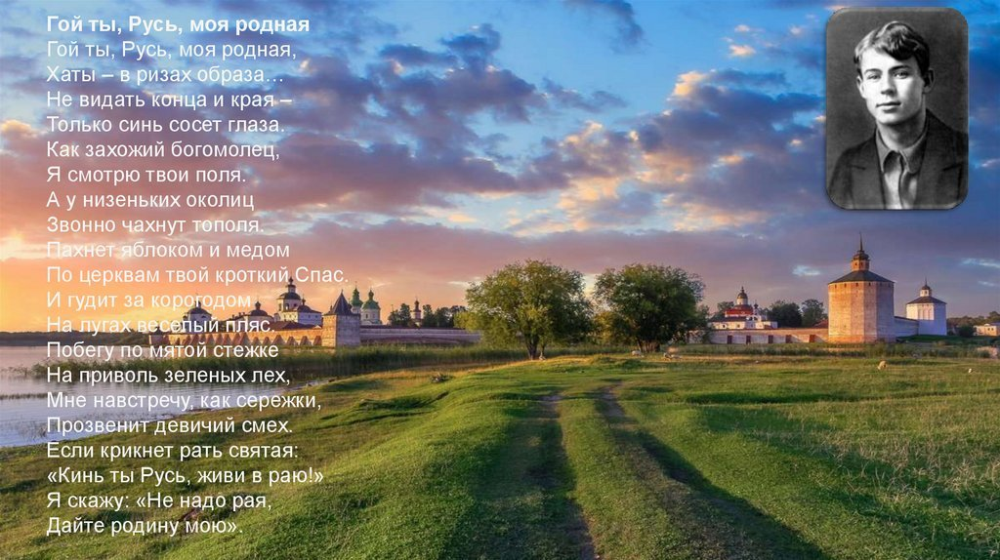 Гой ты, Русь, моя родная
Гой ты, Русь, моя родная,
Хаты – в ризах образа…
Не видать конца и края –
Только синь сосет глаза.
Как захожий богомолец,
Я смотрю твои поля.
А у низеньких околиц
Звонно чахнут тополя.
Пахнет яблоком и медом
По церквам твой кроткий Спас.
И гудит за корогодом
На лугах веселый пляс.
Побегу по мятой стежке
На приволь зеленых лех,
Мне навстречу, как сережки,
Прозвенит девичий смех.
Если крикнет рать святая:
«Кинь ты Русь, живи в раю!»
Я скажу: «Не надо рая,
Дайте родину мою».